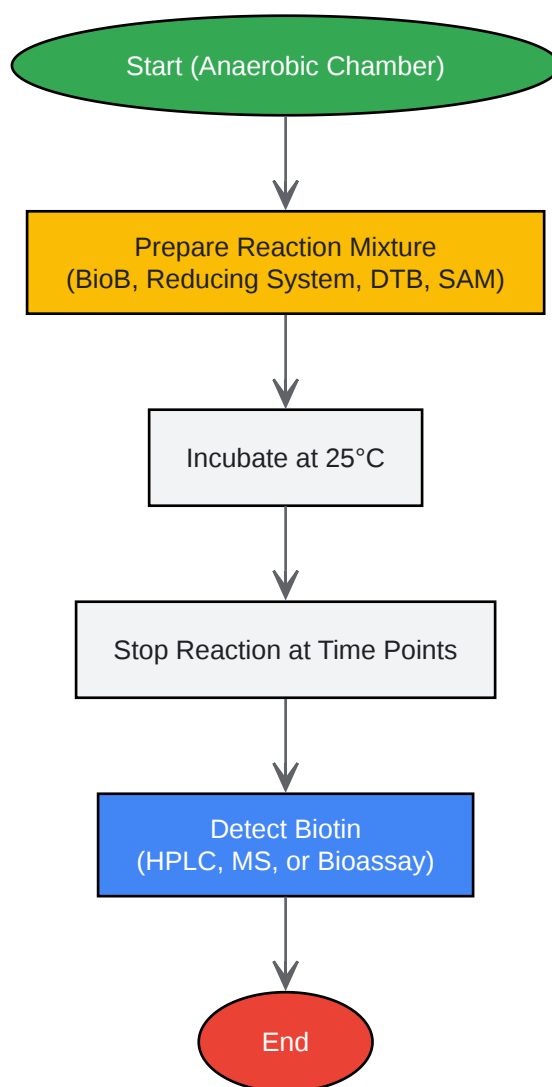 Start (Anaerobic Chamber)
Prepare Reaction Mixture
(BioB, Reducing System, DTB, SAM)
Incubate at 25°C
Stop Reaction at Time Points
Detect Biotin
(HPLC, MS, or Bioassay)
End